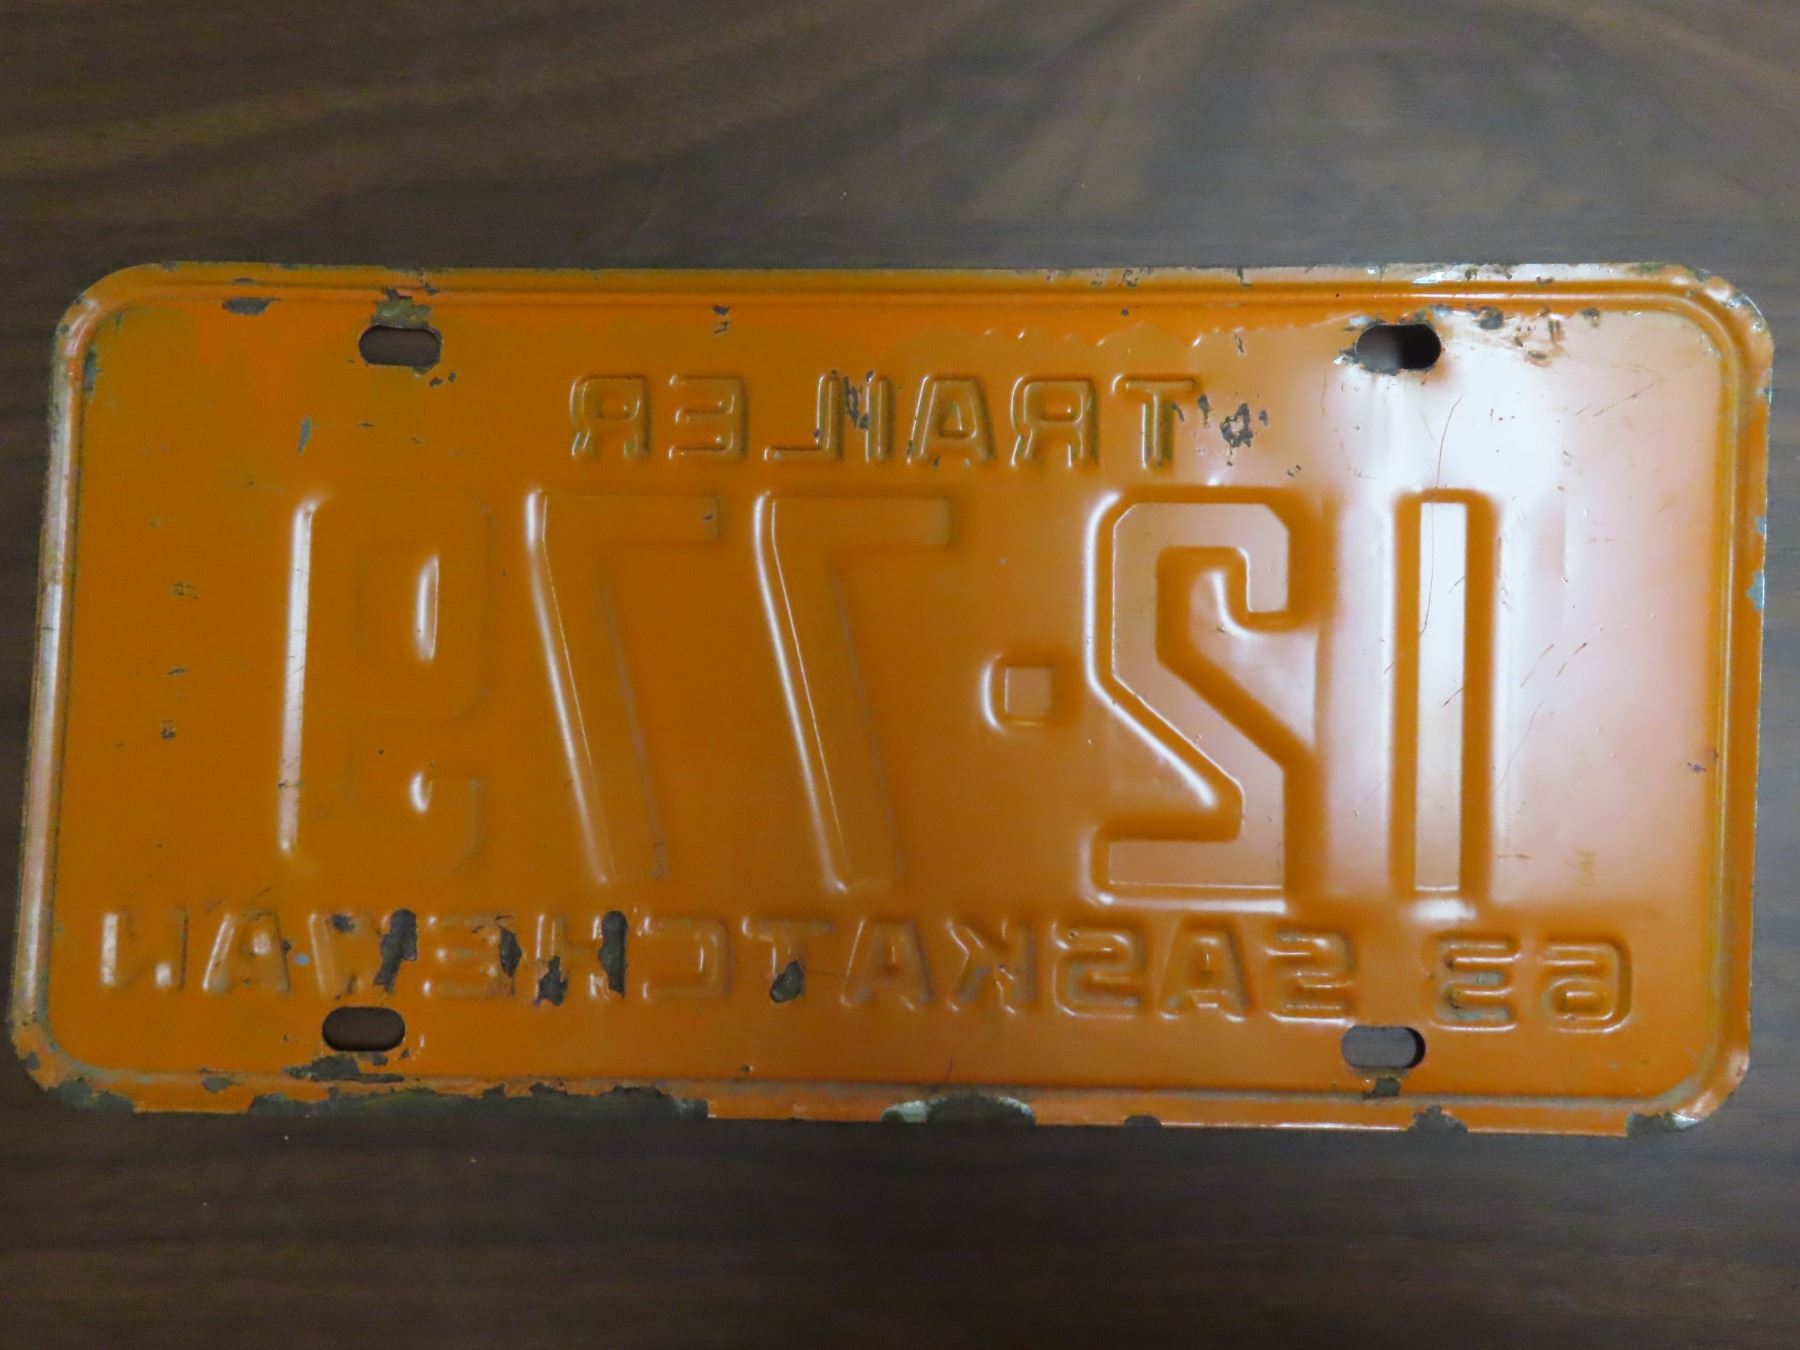 TRAILER
12·779
63 SASKATCHEWAN